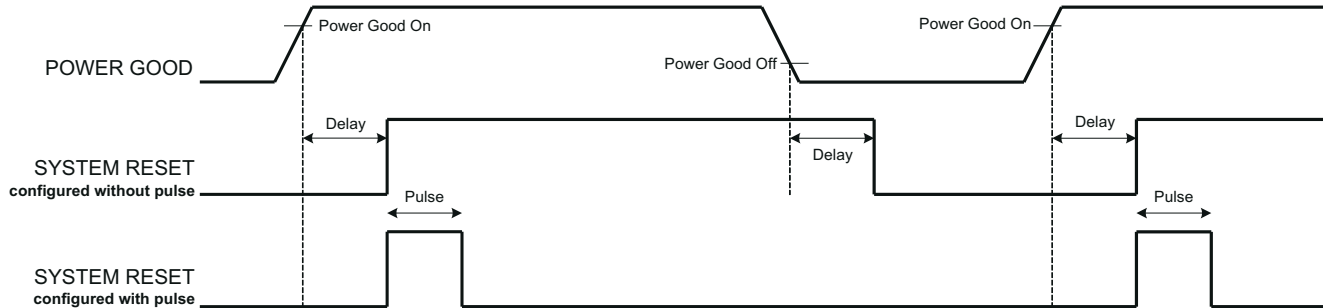 Power Good On
Power Good On
POWER GOOD
Power Good Off
Delay
Delay
Delay
SYSTEM RESET
configured without pulse
Pulse
Pulse
SYSTEM RESET
configured with pulse